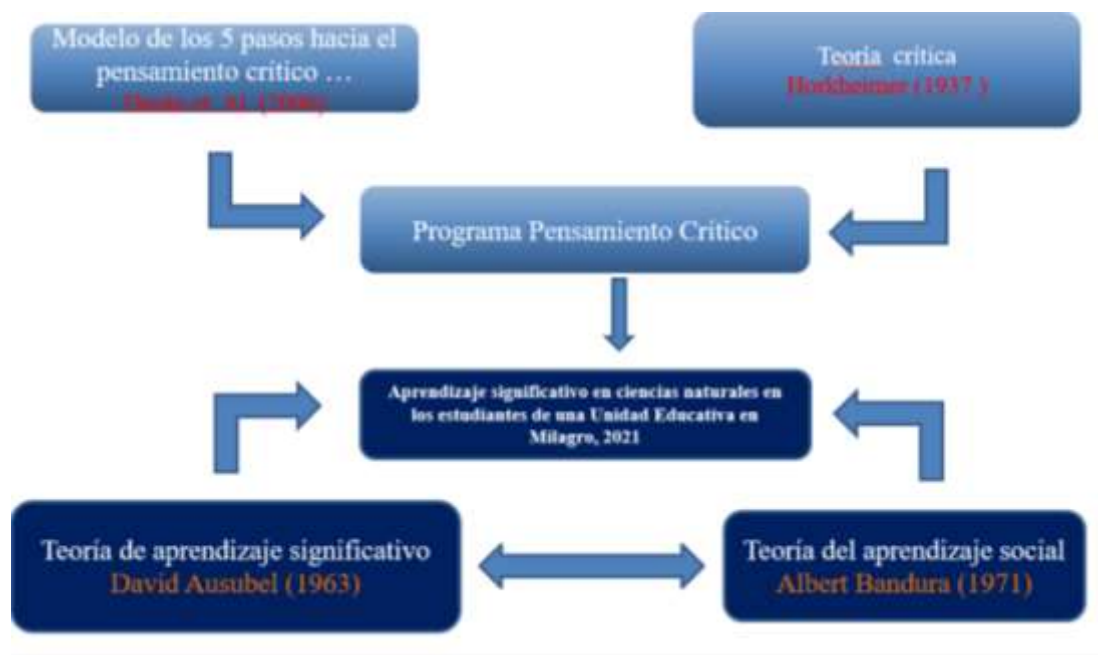 Modelo de los 5 pasos hacia el
pensamiento crítico …
Teoría crítica
Horkheimer (1937 )
Programa Pensamiento Crítico
Aprendizaje significativo en ciencias naturales en
los estudiantes de una Unidad Educativa en
Milagro, 2021
Teoría de aprendizaje significativo
David Ausubel (1963)
Teoría del aprendizaje social
Albert Bandura (1971)